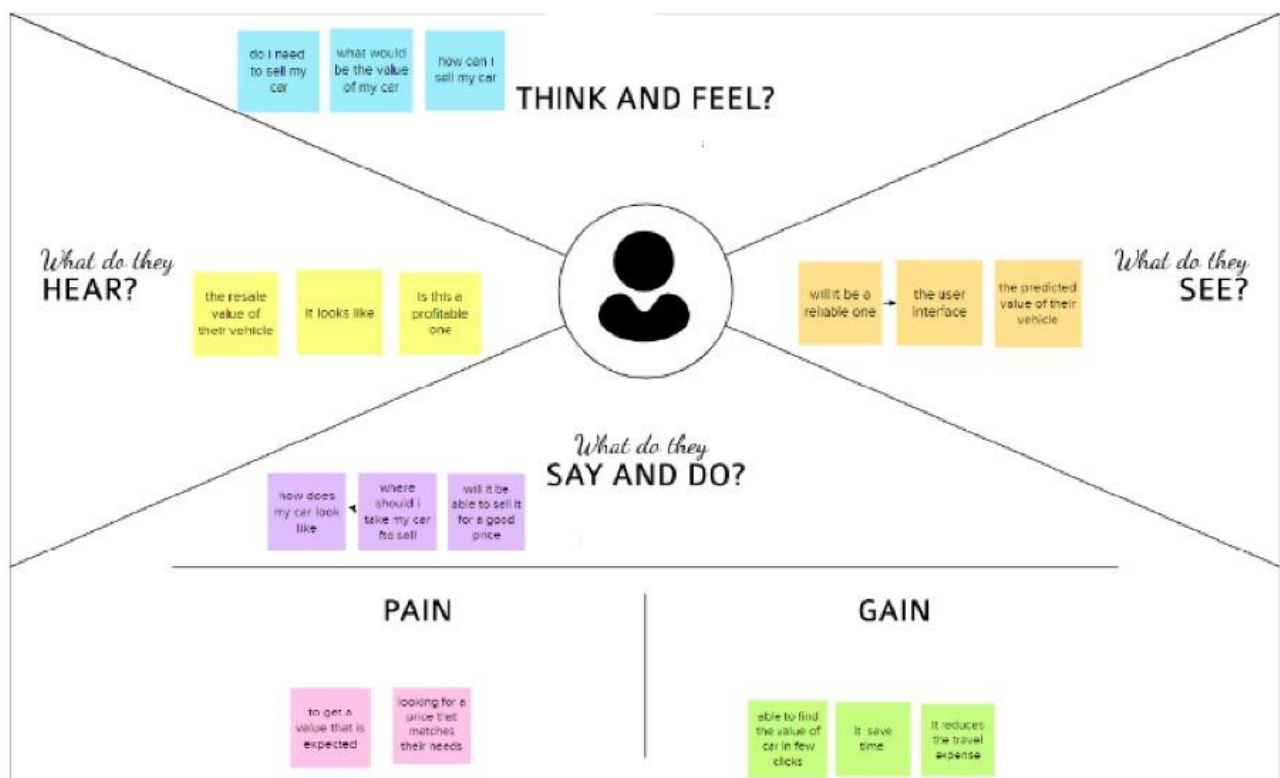 do I need
to sell my
car
what would
be the value
of my car
how can I
sell my car
THINK AND FEEL?
What do they
HEAR?
the resale
value of
their vehicle
it looks like
Is this a
profitable
one
will it be a
reliable one
the user
interface
the predicted
value of their
vehicle
What do they
SEE?
What do they
SAY AND DO?
how does
my car look
like
where
should i
take my car
fto sell
will it be
able to sell it
for a good
price
PAIN
GAIN
to get a
value that is
expected
looking for a
price that
matches
their needs
able to find
the value of
car in few
clicks
it save
time
It reduces
the travel
expense